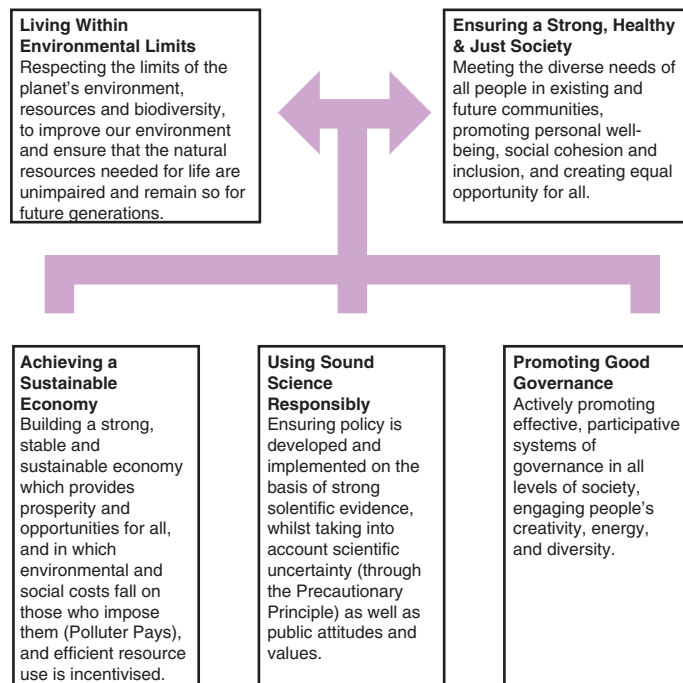 Living Within
Environmental Limits
Respecting the limits of the
planet's environment,
resources and biodiversity,
to improve our environment
and ensure that the natural
resources needed for life are
unimpaired and remain so for
future generations.
Ensuring a Strong, Healthy
& Just Society
Meeting the diverse needs of
all people in existing and
future communities,
promoting personal well-
being, social cohesion and
inclusion, and creating equal
opportunity for all.
Achieving a
Sustainable
Economy
Building a strong,
stable and
sustainable economy
which provides
prosperity and
opportunities for all,
and in which
environmental and
social costs fall on
those who impose
them (Polluter Pays),
and efficient resource
use is incentivised.
Using Sound
Science
Responsibly
Ensuring policy is
developed and
implemented on the
basis of strong
solentific evidence,
whilst taking into
account scientific
uncertainty (through
the Precautionary
Principle) as well as
public attitudes and
values.
Promoting Good
Governance
Actively promoting
effective, participative
systems of
governance in all
levels of society,
engaging people's
creativity, energy,
and diversity.